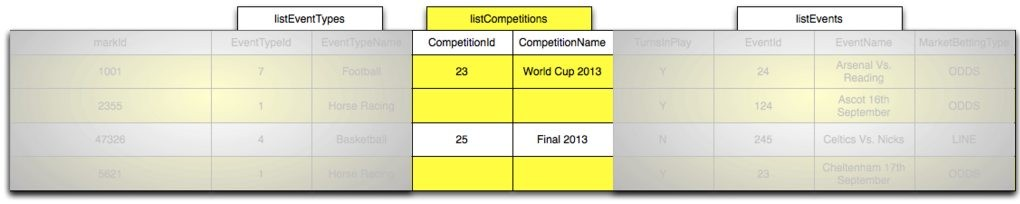 listEventTypes listCompetitions listEvents
markId EventTypeId EventTypeName CompetitionId CompetitionName TurnsInPlay EventId EventName MarketBettingType
1001 7 Football 23 World Cup 2013 Y 24 Arsenal Vs.
Reading ODDS
2355 1 Horse Racing Y 124 Ascot 16th
September ODDS
47326 4 Basketball 25 Final 2013 N 245 Celtics Vs. Nicks LINE
5621 1 Horse Racing Y 23 Cheltenham 17th
September ODDS